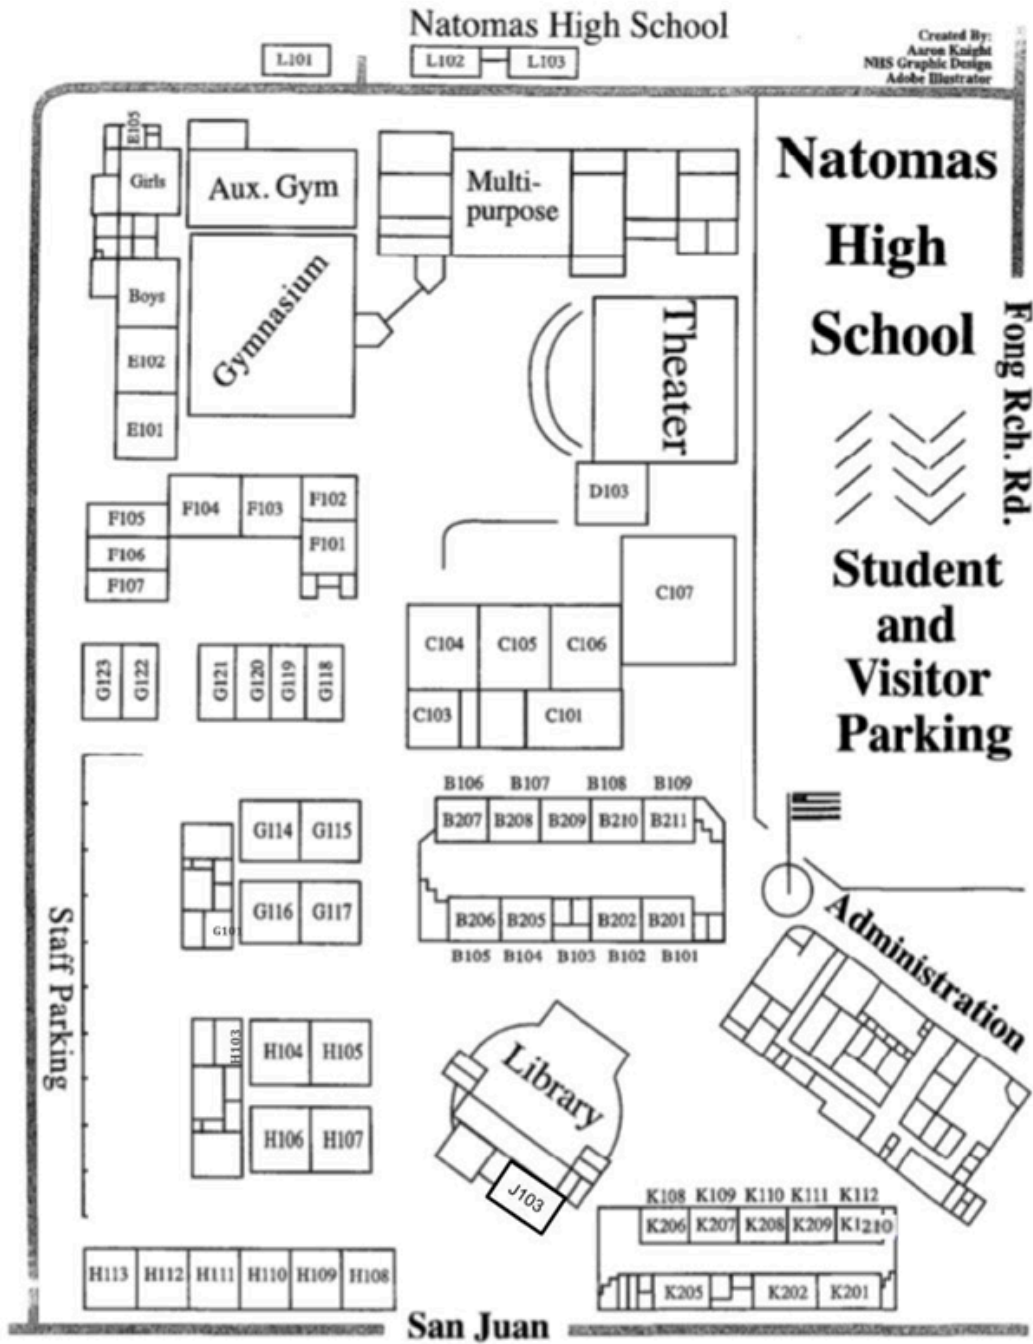 Natomas High School
Created By:
Aaron Knight
NHS Graphic Design
Adobe Illustrator
L101
L102
L103
E105
Girls
Aux. Gym
Multi-
purpose
Natomas
High
School
Boys
Gymnasium
E102
E101
Theater
Fong Rch. Rd.
D103
F105
F104
F103
F102
F101
F106
F107
C107
Student
and
Visitor
Parking
G123
G122
G121
G120
G119
G118
C104
C105
C106
C103
C101
B106 B107 B108 B109
B207 B208 B209 B210 B211
B206 B205 B202 B201
B105 B104 B103 B102 B101
G114 G115
G116 G117
G101
Staff Parking
Administration
H103
H104 H105
H106 H107
Library
J103
K108 K109 K110 K111 K112
K206 K207 K208 K209 K1210
K205 K202 K201
H113 H112 H111 H110 H109 H108
San Juan